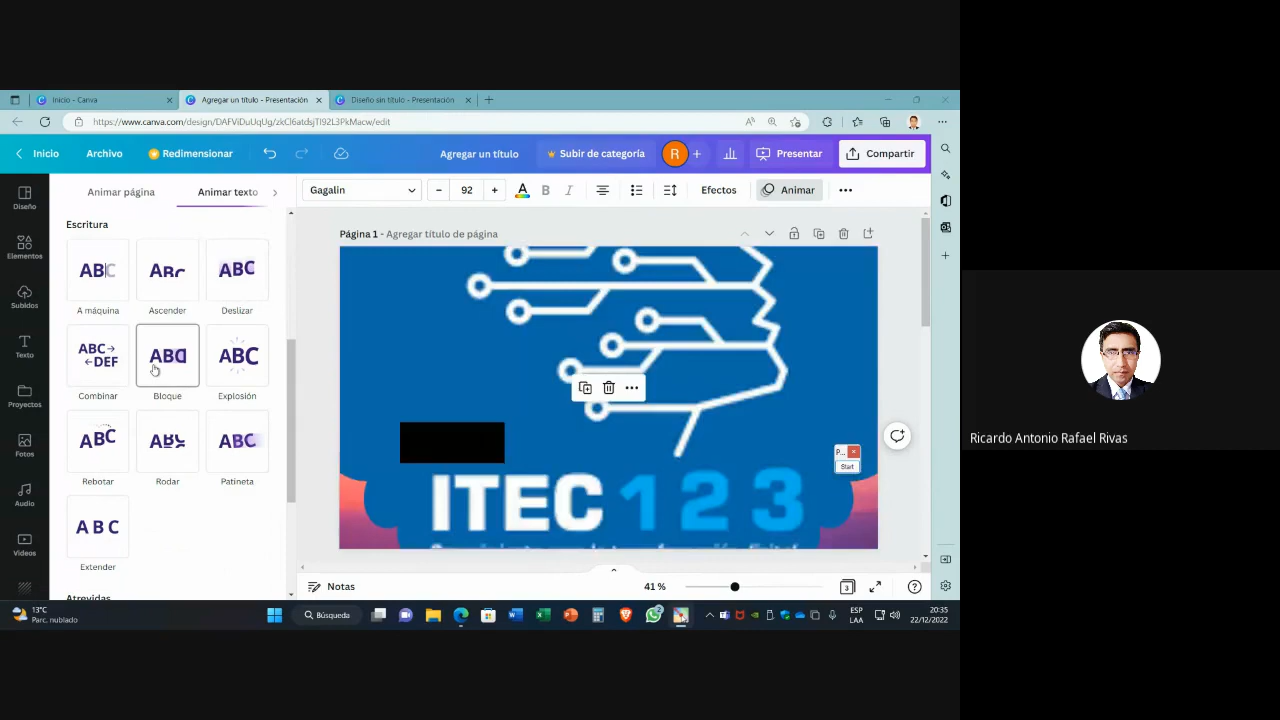 Inicio - Canva
Agregar un título - Presentación
Diseño sin título - Presentación
https://www.canva.com/design/DAFViDuUqUg/zkCl6atdsjTI92L3PkMacw/edit
Inicio
Archivo
Redimensionar
Agregar un título
Subir de categoría
R
Presentar
Compartir
Diseño
Elementos
Subidos
Texto
Proyectos
Fotos
Audio
Videos
Animar página
Animar texto
Gagalin
92
A
B
I
Efectos
Animar
Escritura
ABC
ABC
ABC
A máquina
Ascender
Deslizar
ABC
DEF
ABC
ABC
Combinar
Bloque
Explosión
ABC
ABC
ABC
Rebotar
Rodar
Patineta
ABC
Extender
Atrevidas
Página 1 - Agregar título de página
P...
Start
ITEC 123
Notas
41 %
3
13°C
Parc. nublado
Búsqueda
ESP
LAA
20:35
22/12/2022
Ricardo Antonio Rafael Rivas